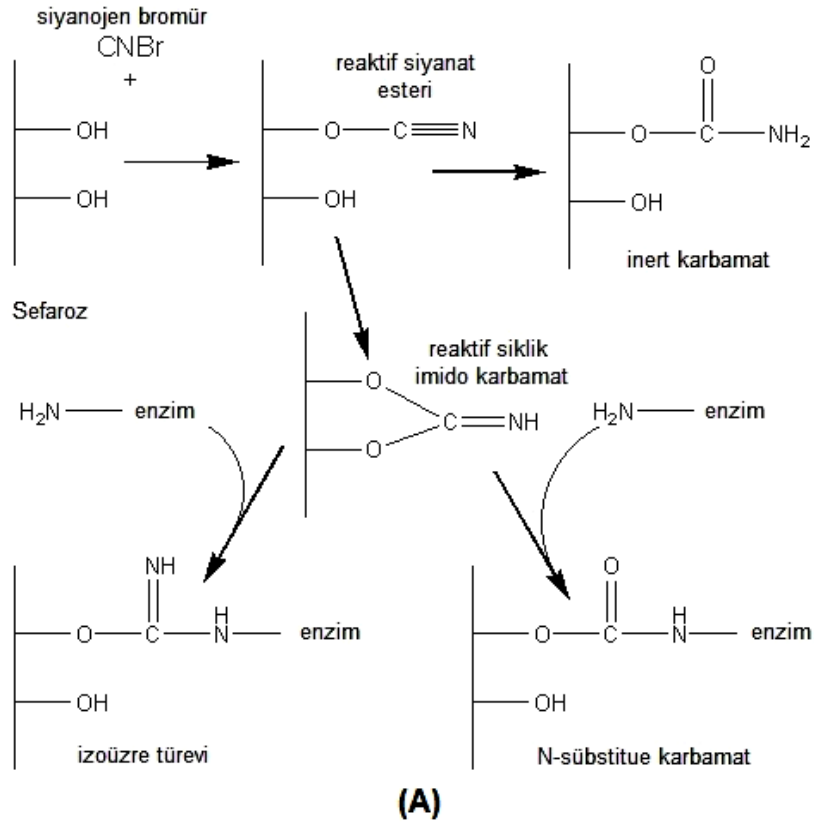 siyanojen bromür
CNBr
+
OH
OH
Sefaroz
reaktif siyanat
esteri
O C N
OH
O
O C NH₂
OH
inert karbamat
reaktif siklik
imido karbamat
O
C NH
O
H₂N enzim
H₂N enzim
NH
O C H
N enzim
OH
izoüzre türevi
O
O C H
N enzim
OH
N-sübstitue karbamat
(A)